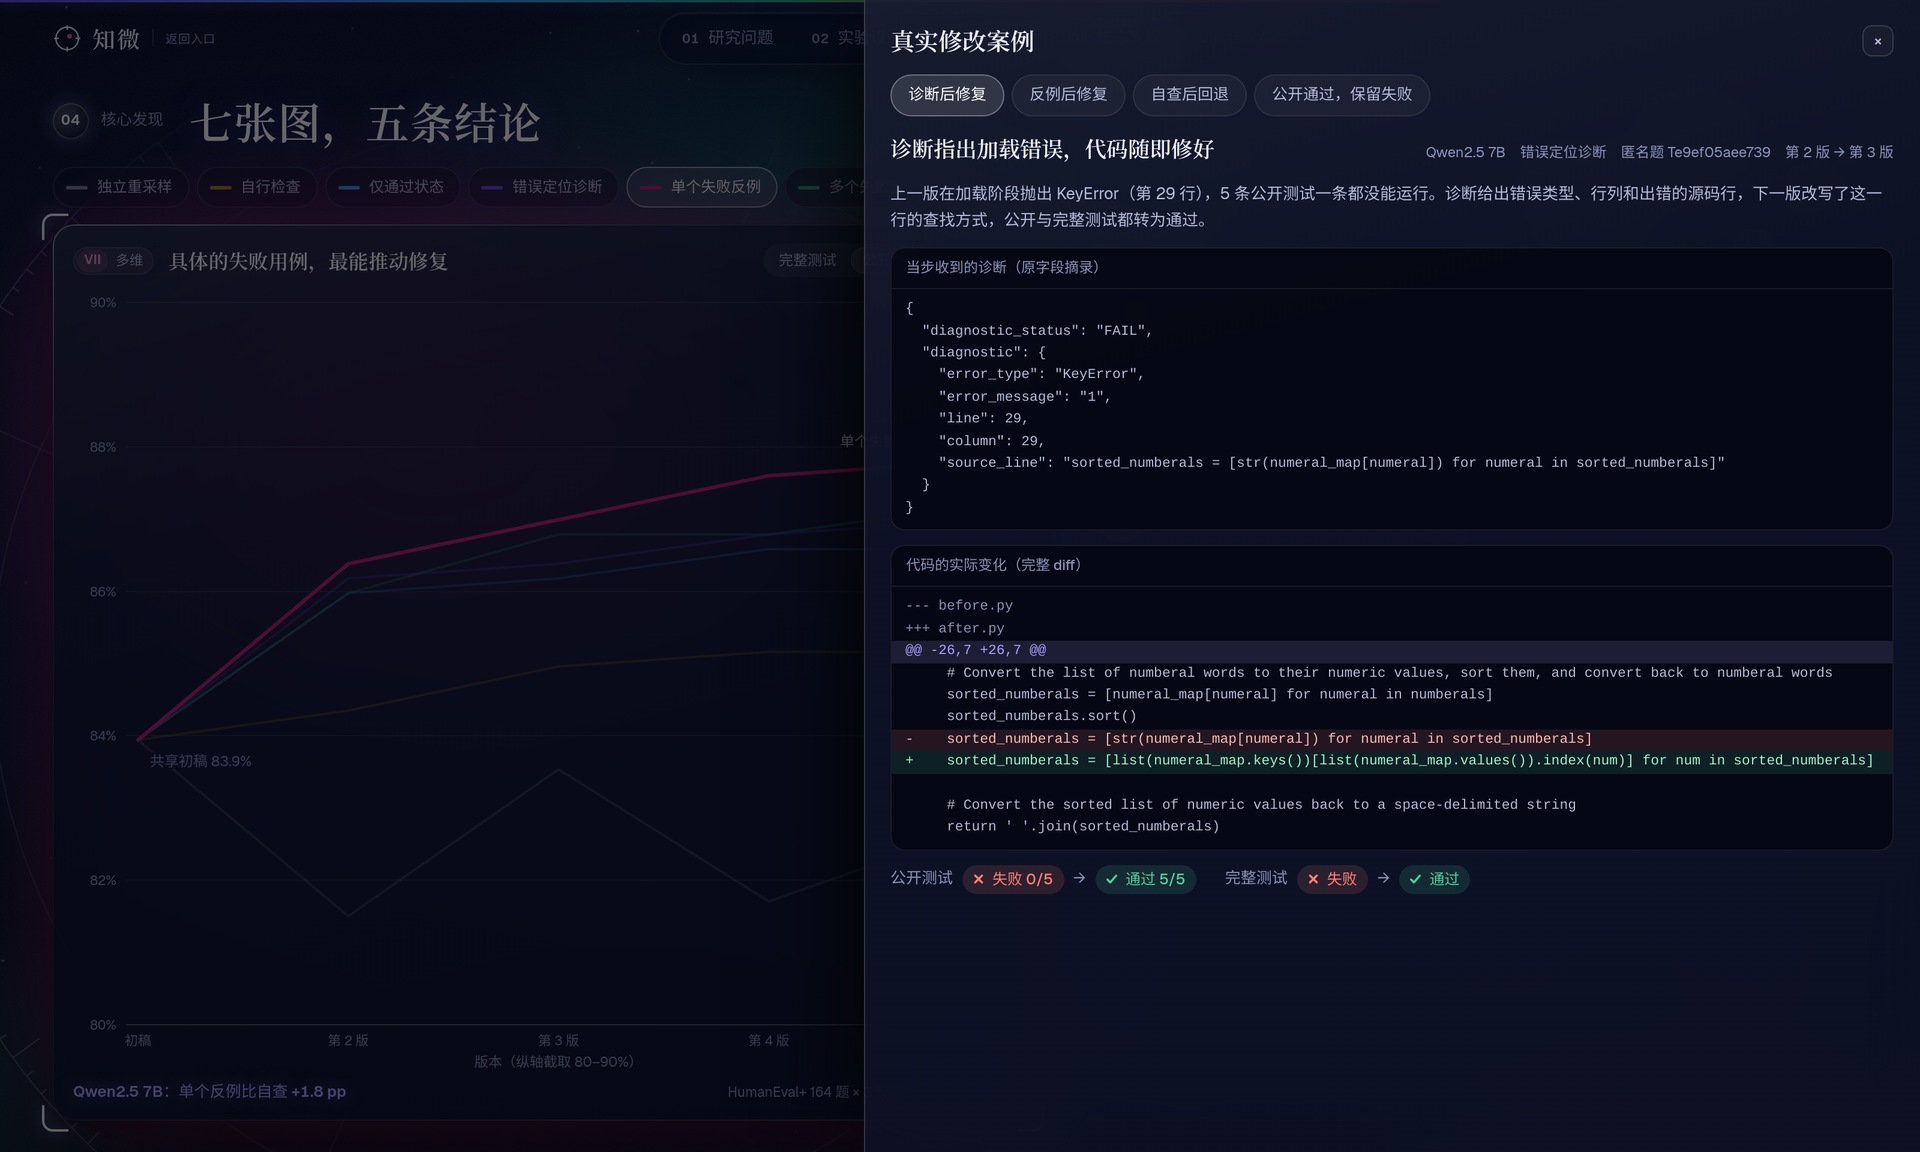 知微
返回入口
01 研究问题
02 实验
04 核心发现
七张图，五条结论
独立重采样
自行检查
仅通过状态
错误定位诊断
单个失败反例
多个失
VII 多维
具体的失败用例，最能推动修复
完整测试
90%
88%
86%
84%
82%
80%
单个
共享初稿 83.9%
初稿
第 2 版
第 3 版
第 4 版
版本（纵轴截取 80–90%）
Qwen2.5 7B：单个反例比自查 +1.8 pp
HumanEval+ 164 题 ×
真实修改案例
×
诊断后修复
反例后修复
自查后回退
公开通过，保留失败
诊断指出加载错误，代码随即修好
Qwen2.5 7B 错误定位诊断 匿名题 Te9ef05aee739 第 2 版 → 第 3 版
上一版在加载阶段抛出 KeyError（第 29 行），5 条公开测试一条都没能运行。诊断给出错误类型、行列和出错的源码行，下一版改写了这一
行的查找方式，公开与完整测试都转为通过。
当步收到的诊断（原字段摘录）
{
  "diagnostic_status": "FAIL",
  "diagnostic": {
    "error_type": "KeyError",
    "error_message": "1",
    "line": 29,
    "column": 29,
    "source_line": "sorted_numberals = [str(numeral_map[numeral]) for numeral in sorted_numberals]"
  }
}
代码的实际变化（完整 diff）
--- before.py
+++ after.py
@@ -26,7 +26,7 @@
     # Convert the list of numberal words to their numeric values, sort them, and convert back to numberal words
     sorted_numberals = [numeral_map[numeral] for numeral in numberals]
     sorted_numberals.sort()
-    sorted_numberals = [str(numeral_map[numeral]) for numeral in sorted_numberals]
+    sorted_numberals = [list(numeral_map.keys())[list(numeral_map.values()).index(num)] for num in sorted_numberals]
     # Convert the sorted list of numeric values back to a space-delimited string
     return ' '.join(sorted_numberals)
公开测试 × 失败 0/5 → ✓ 通过 5/5 完整测试 × 失败 → ✓ 通过